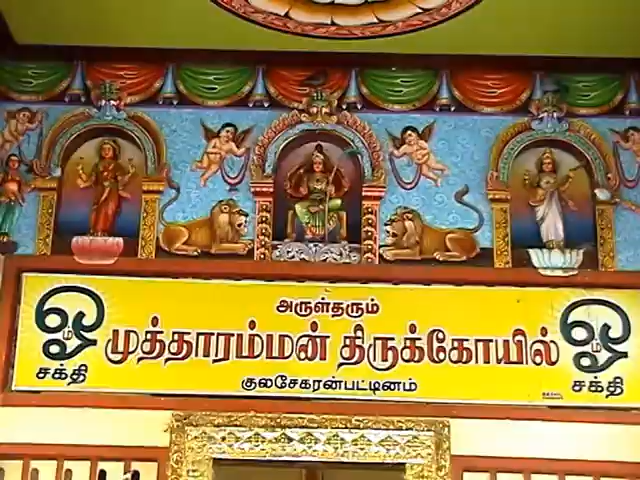 அருள்தரும்
ஓம் முத்தாரம்மன் திருக்கோயில் ஓம்
சக்தி குலசேகரன்பட்டினம் சக்தி